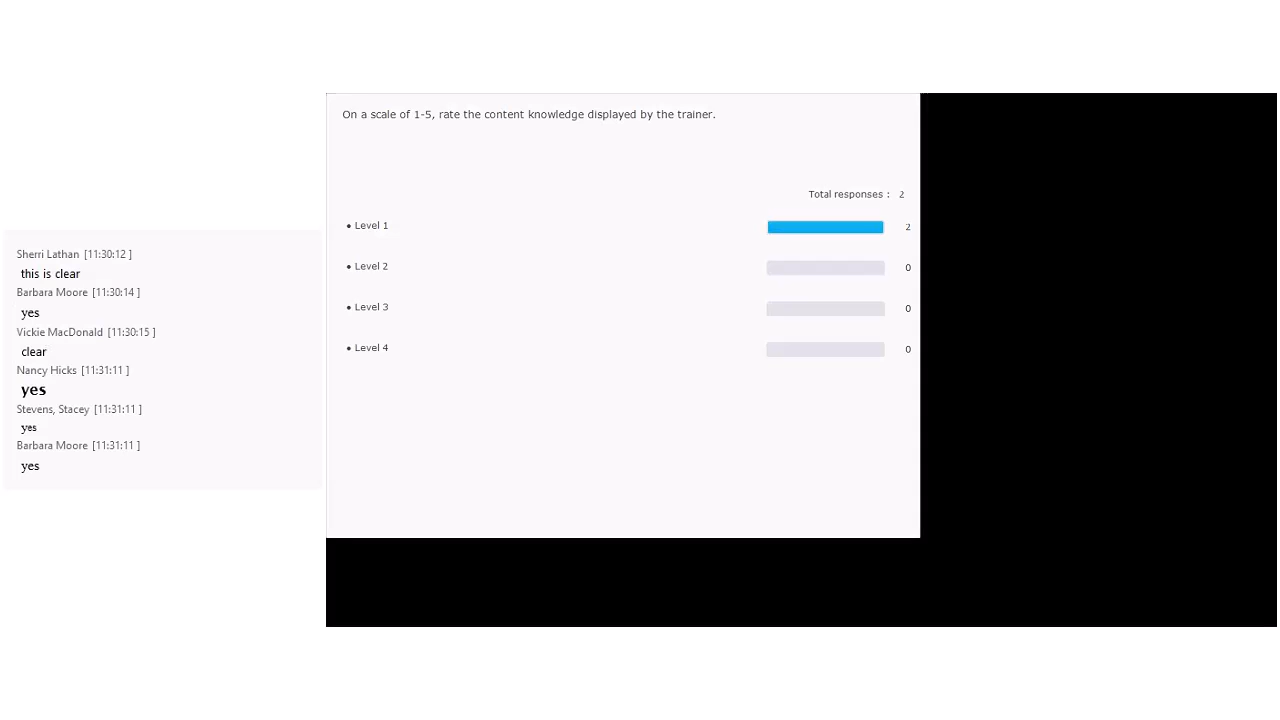 Sherri Lathan [11:30:12 ]
this is clear
Barbara Moore [11:30:14 ]
yes
Vickie MacDonald [11:30:15 ]
clear
Nancy Hicks [11:31:11 ]
yes
Stevens, Stacey [11:31:11 ]
yes
Barbara Moore [11:31:11 ]
yes
On a scale of 1-5, rate the content knowledge displayed by the trainer.
Total responses : 2
• Level 1 2
• Level 2 0
• Level 3 0
• Level 4 0